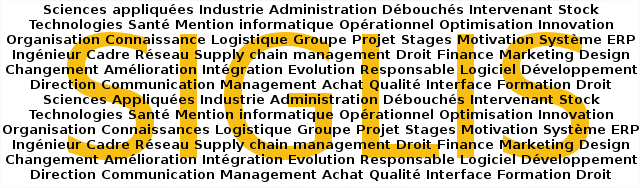 Sciences appliquées Industrie Administration Débouchés Intervenant Stock
Technologies Santé Mention informatique Opérationnel Optimisation Innovation
Organisation Connaissance Logistique Groupe Projet Stages Motivation Système ERP
Ingénieur Cadre Réseau Supply chain management Droit Finance Marketing Design
Changement Amélioration Intégration Evolution Responsable Logiciel Développement
Direction Communication Management Achat Qualité Interface Formation Droit
Sciences Appliquées Industrie Administration Débouchés Intervenant Stock
Technologies Santé Mention informatique Opérationnel Optimisation Innovation
Organisation Connaissances Logistique Groupe Projet Stages Motivation Système ERP
Ingénieur Cadre Réseau Supply chain management Droit Finance Marketing Design
Changement Amélioration Intégration Evolution Responsable Logiciel Développement
Direction Communication Management Achat Qualité Interface Formation Droit
SIGLIS